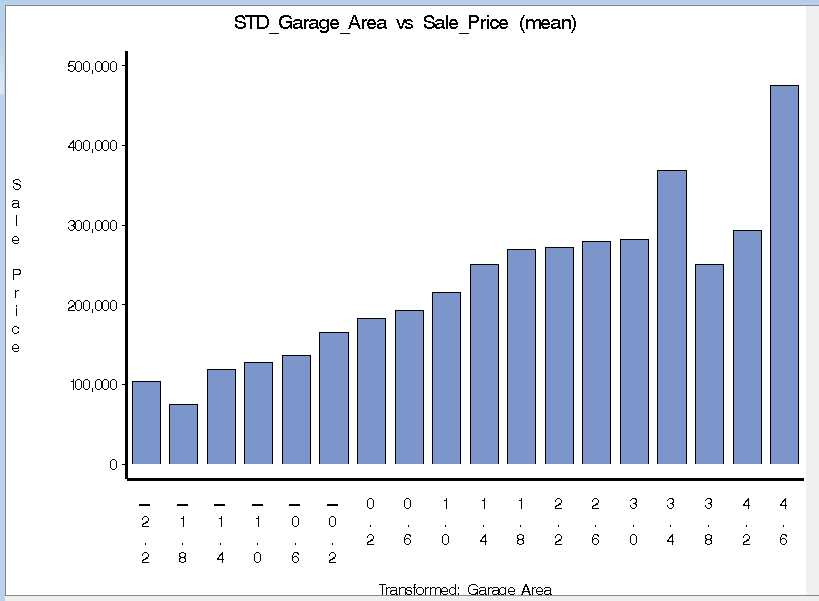 STD_Garage_Area vs Sale_Price (mean)
500,000
400,000
300,000
200,000
100,000
0
Sale Price
-2.2 -1.8 -1.4 -1.0 -0.6 -0.2 0.2 0.6 1.0 1.4 1.8 2.2 2.6 3.0 3.4 3.8 4.2 4.6
Transformed: Garage Area